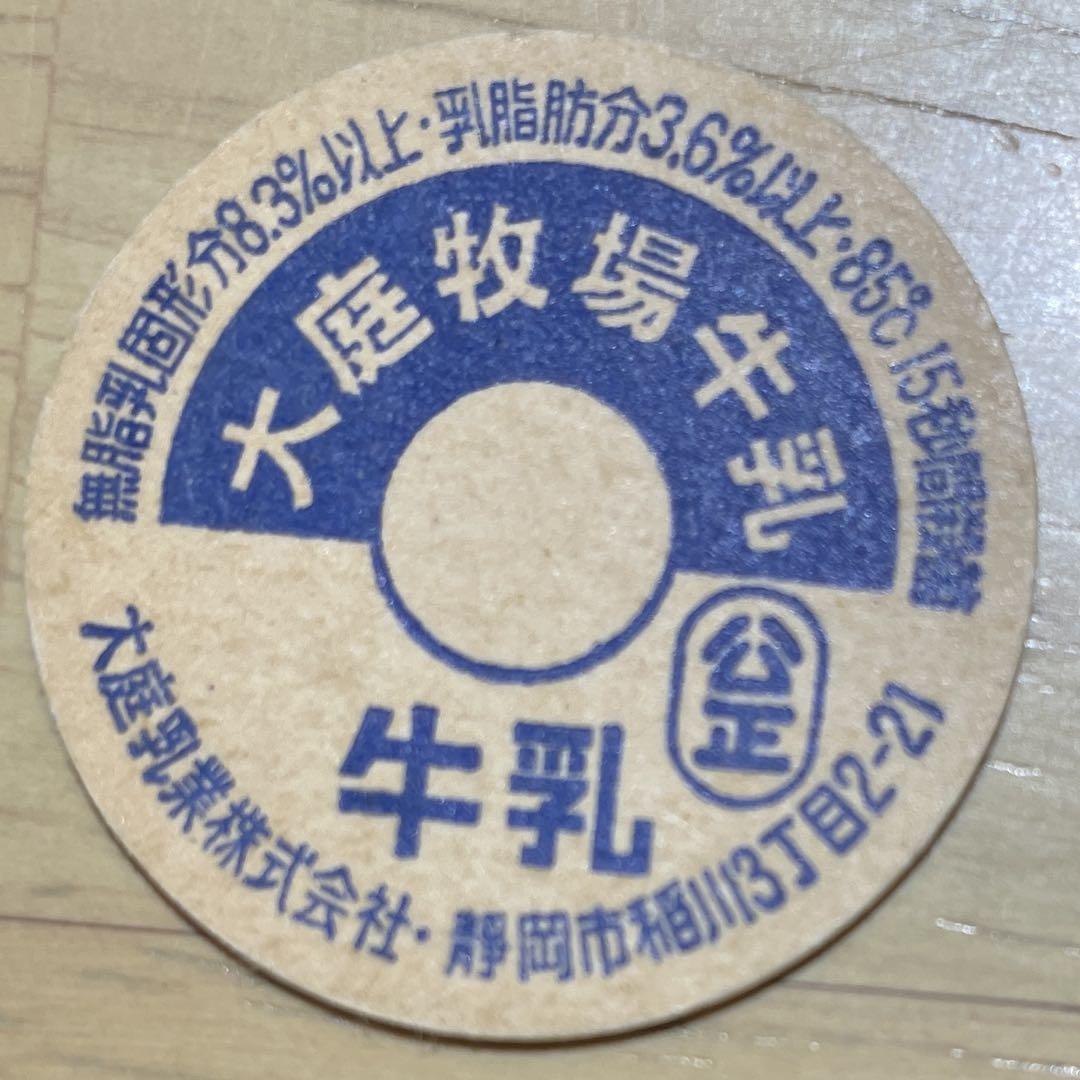 無脂乳固形分8.3%以上・乳脂肪分3.6%以上・85℃15秒間殺菌
大庭牧場牛乳
公正
牛乳
大庭乳業株式会社・静岡市稲川3丁目2-21